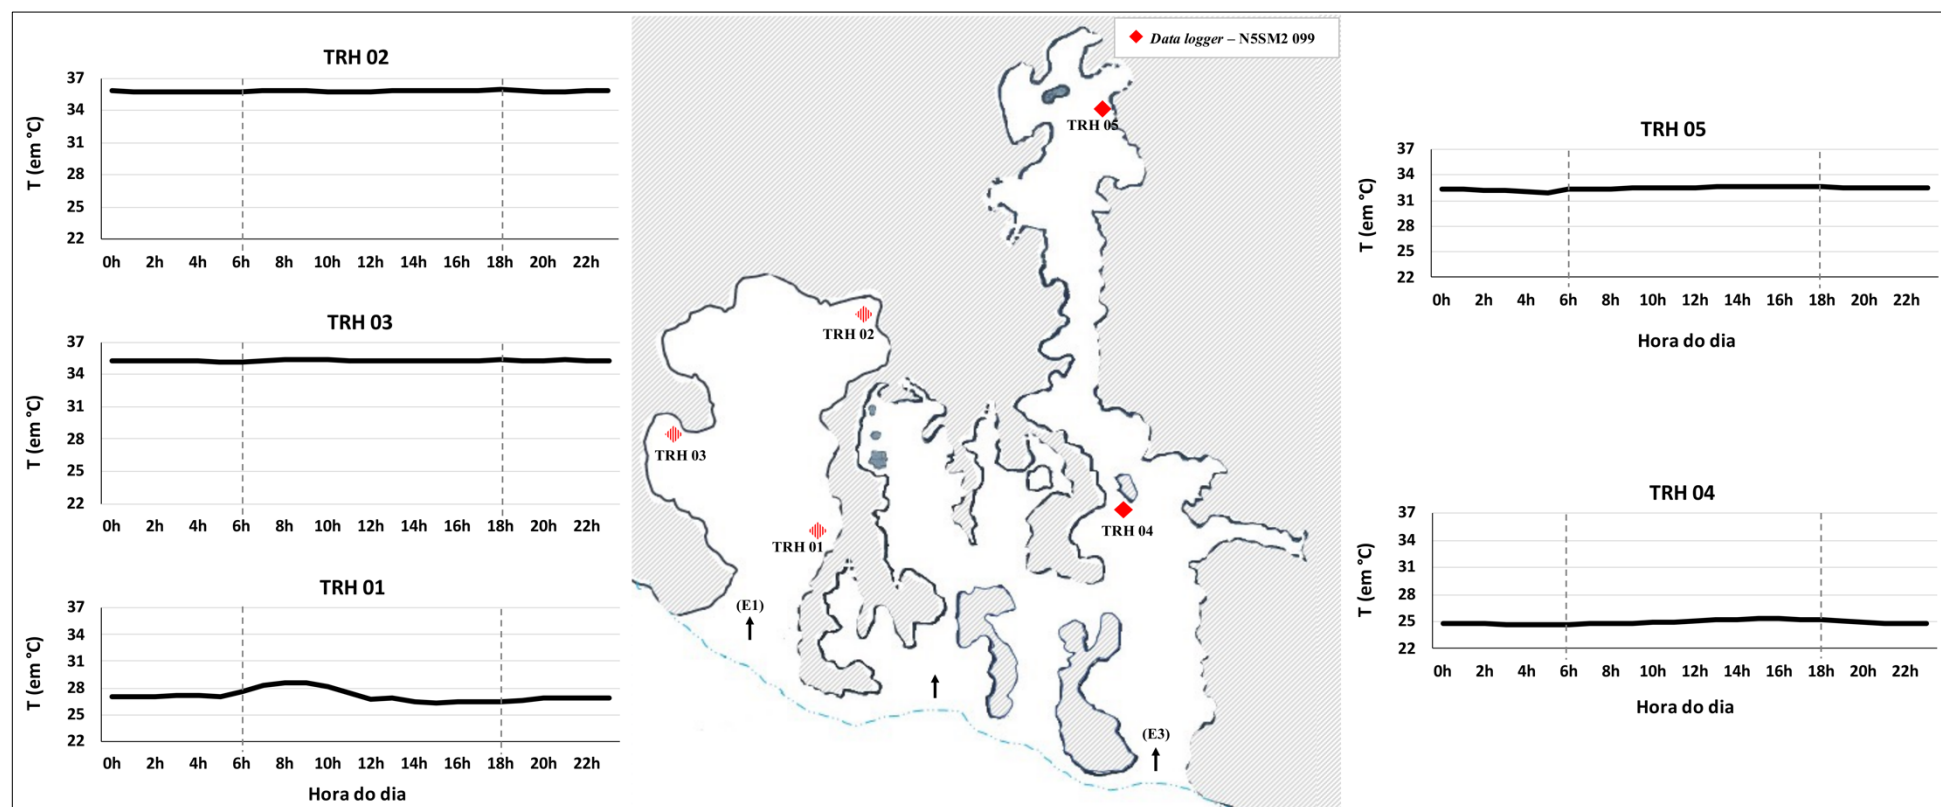 TRH 02
T (em °C)
37
34
31
28
25
22
0h 2h 4h 6h 8h 10h 12h 14h 16h 18h 20h 22h
TRH 03
T (em °C)
37
34
31
28
25
22
0h 2h 4h 6h 8h 10h 12h 14h 16h 18h 20h 22h
TRH 01
T (em °C)
37
34
31
28
25
22
0h 2h 4h 6h 8h 10h 12h 14h 16h 18h 20h 22h
Hora do dia
Data logger – N5SM2 099
TRH 05
TRH 02
TRH 03
TRH 04
TRH 01
(E1)
(E3)
TRH 05
T (em °C)
37
34
31
28
25
22
0h 2h 4h 6h 8h 10h 12h 14h 16h 18h 20h 22h
Hora do dia
TRH 04
T (em °C)
37
34
31
28
25
22
0h 2h 4h 6h 8h 10h 12h 14h 16h 18h 20h 22h
Hora do dia